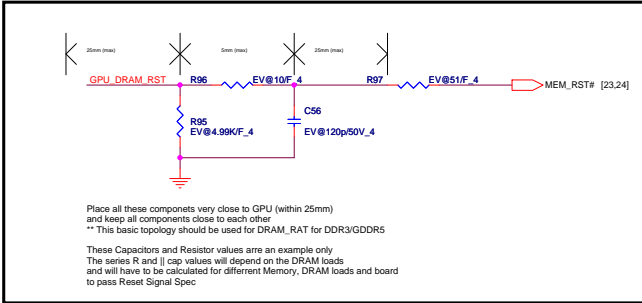 25mm (max) 5mm (max) 25mm (max)
GPU_DRAM_RST R96 EV@10/F_4 R97 EV@51/F_4
MEM_RST# [23,24]
R95
EV@4.99K/F_4
C56
EV@120p/50V_4
Place all these componets very close to GPU (within 25mm)
and keep all components close to each other
** This basic topology should be used for DRAM_RAT for DDR3/GDDR5
These Capacitors and Resistor values arre an example only
The series R and || cap values will depend on the DRAM loads
and will have to be calculated for differrent Memory, DRAM loads and board
to pass Reset Signal Spec